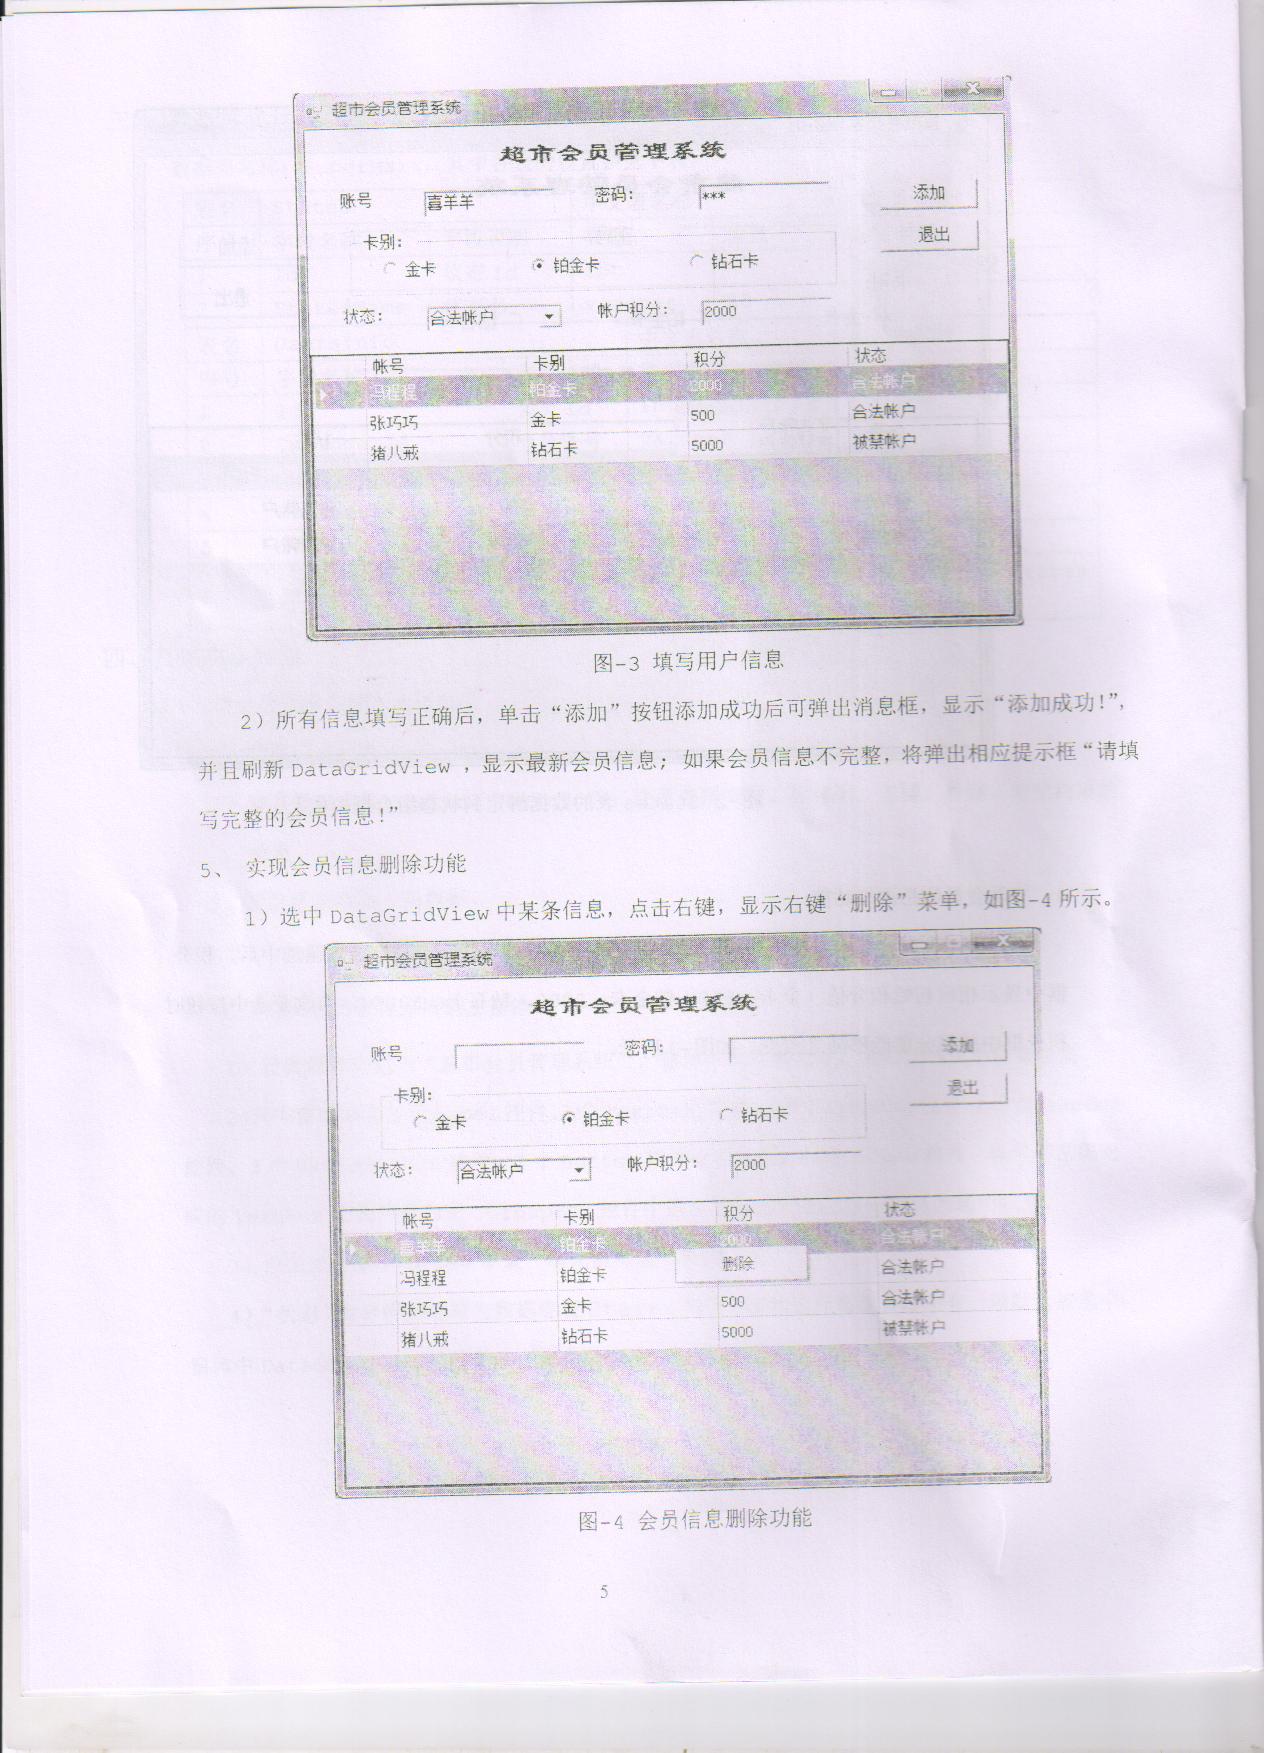 超市会员管理系统
超市会员管理系统
账号 喜羊羊 密码: *** 添加
卡别: 退出
金卡 铂金卡 钻石卡
状态: 合法帐户 帐户积分: 2000
帐号 卡别 积分 状态
冯程程 铂金卡 2000 合法帐户
张巧巧 金卡 500 合法帐户
猪八戒 钻石卡 5000 被禁帐户
图-3 填写用户信息
2）所有信息填写正确后，单击“添加”按钮添加成功后可弹出消息框，显示“添加成功！”，
并且刷新 DataGridView ，显示最新会员信息；如果会员信息不完整，将弹出相应提示框“请填
写完整的会员信息！”
5、 实现会员信息删除功能
1）选中 DataGridView 中某条信息，点击右键，显示右键“删除”菜单，如图-4 所示。
超市会员管理系统
超市会员管理系统
账号 密码: 添加
卡别: 退出
金卡 铂金卡 钻石卡
状态: 合法帐户 帐户积分: 2000
帐号 卡别 积分 状态
喜羊羊 铂金卡 2000 合法帐户
冯程程 铂金卡 删除 合法帐户
张巧巧 金卡 500 合法帐户
猪八戒 钻石卡 5000 被禁帐户
图-4 会员信息删除功能
5